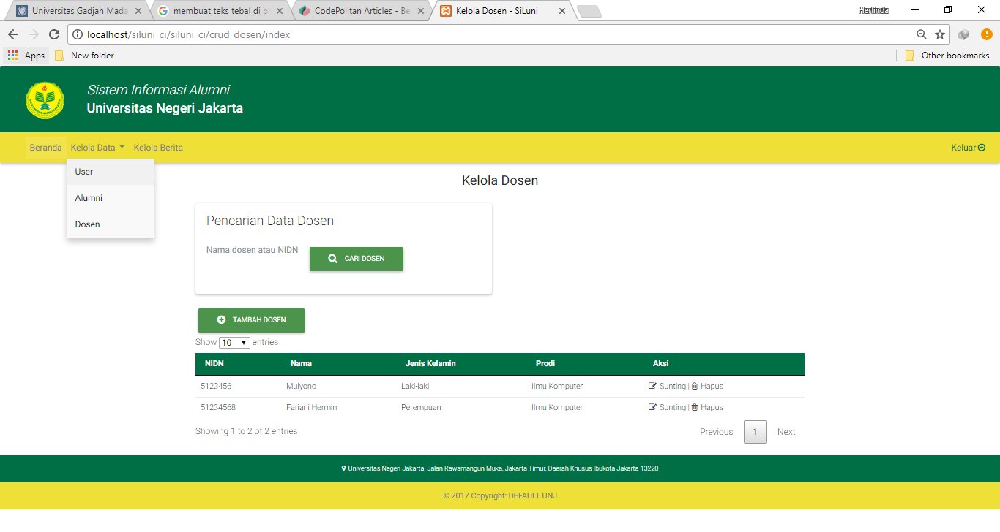 Universitas Gadjah Mada
membuat teks tebal di p
CodePolitan Articles - Be
Kelola Dosen - SiLuni
Herlinda
localhost/siluni_ci/siluni_ci/crud_dosen/index
Apps
New folder
Other bookmarks
Sistem Informasi Alumni
Universitas Negeri Jakarta
Beranda
Kelola Data
Kelola Berita
Keluar
User
Alumni
Dosen
Kelola Dosen
Pencarian Data Dosen
Nama dosen atau NIDN
CARI DOSEN
TAMBAH DOSEN
Show 10 entries
NIDN Nama Jenis Kelamin Prodi Aksi
5123456 Mulyono Laki-laki Ilmu Komputer Sunting | Hapus
51234568 Fariani Hermin Perempuan Ilmu Komputer Sunting | Hapus
Showing 1 to 2 of 2 entries
Previous 1 Next
Universitas Negeri Jakarta, Jalan Rawamangun Muka, Jakarta Timur, Daerah Khusus Ibukota Jakarta 13220
© 2017 Copyright: DEFAULT UNJ